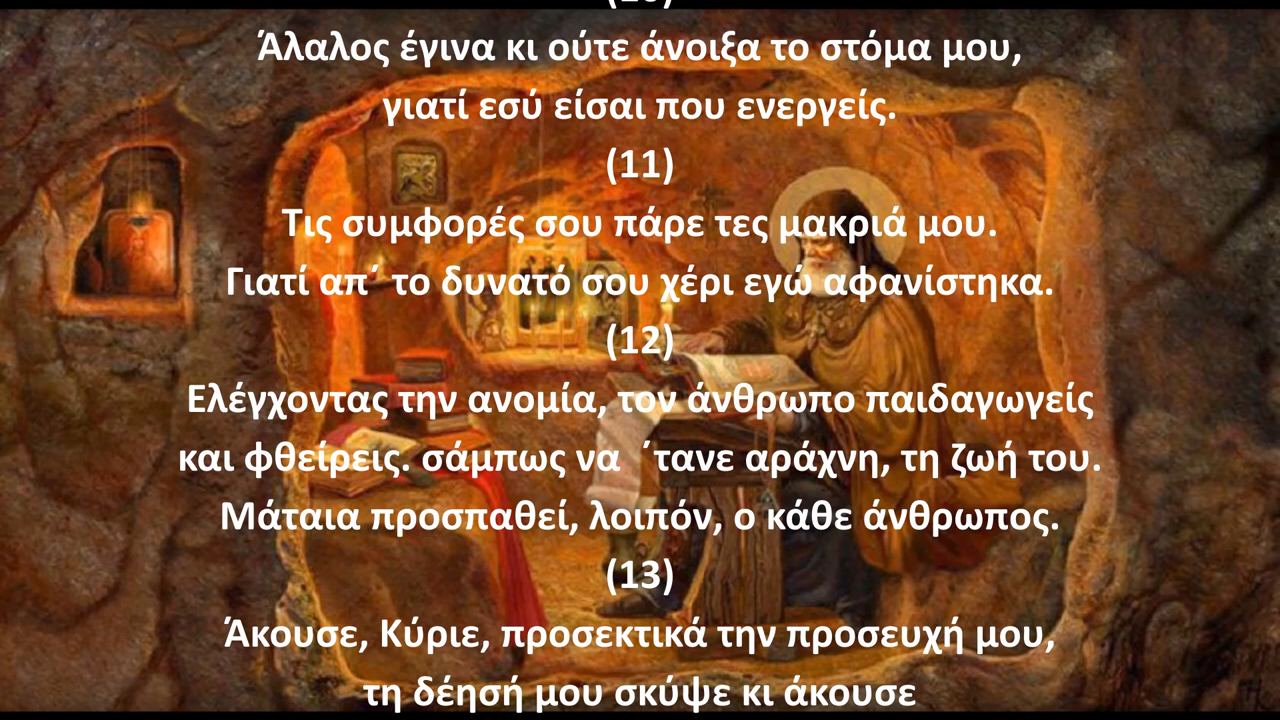 Άλαλος έγινα κι ούτε άνοιξα το στόμα μου,
γιατί εσύ είσαι που ενεργείς.
(11)
Τις συμφορές σου πάρε τες μακριά μου.
Γιατί απ΄ το δυνατό σου χέρι εγώ αφανίστηκα.
(12)
Ελέγχοντας την ανομία, τον άνθρωπο παιδαγωγείς
και φθείρεις. σάμπως να ΄τανε αράχνη, τη ζωή του.
Μάταια προσπαθεί, λοιπόν, ο κάθε άνθρωπος.
(13)
Άκουσε, Κύριε, προσεκτικά την προσευχή μου,
τη δέησή μου σκύψε κι άκουσε